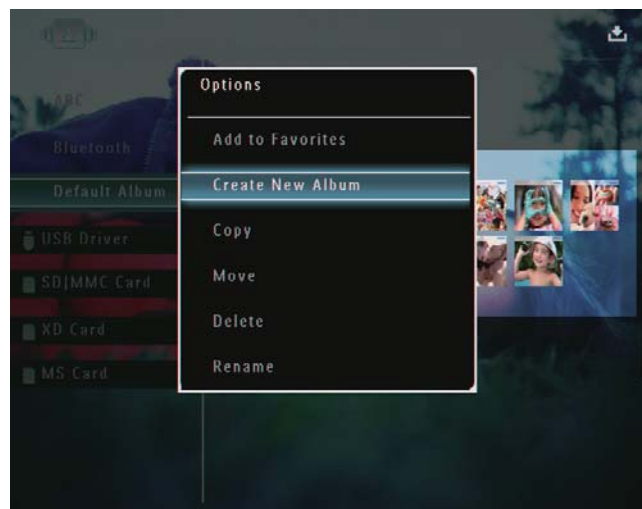 ABC
Bluetooth
Default Album
USB Driver
SD|MMC Card
XD Card
MS Card
Options
Add to Favorites
Create New Album
Copy
Move
Delete
Rename